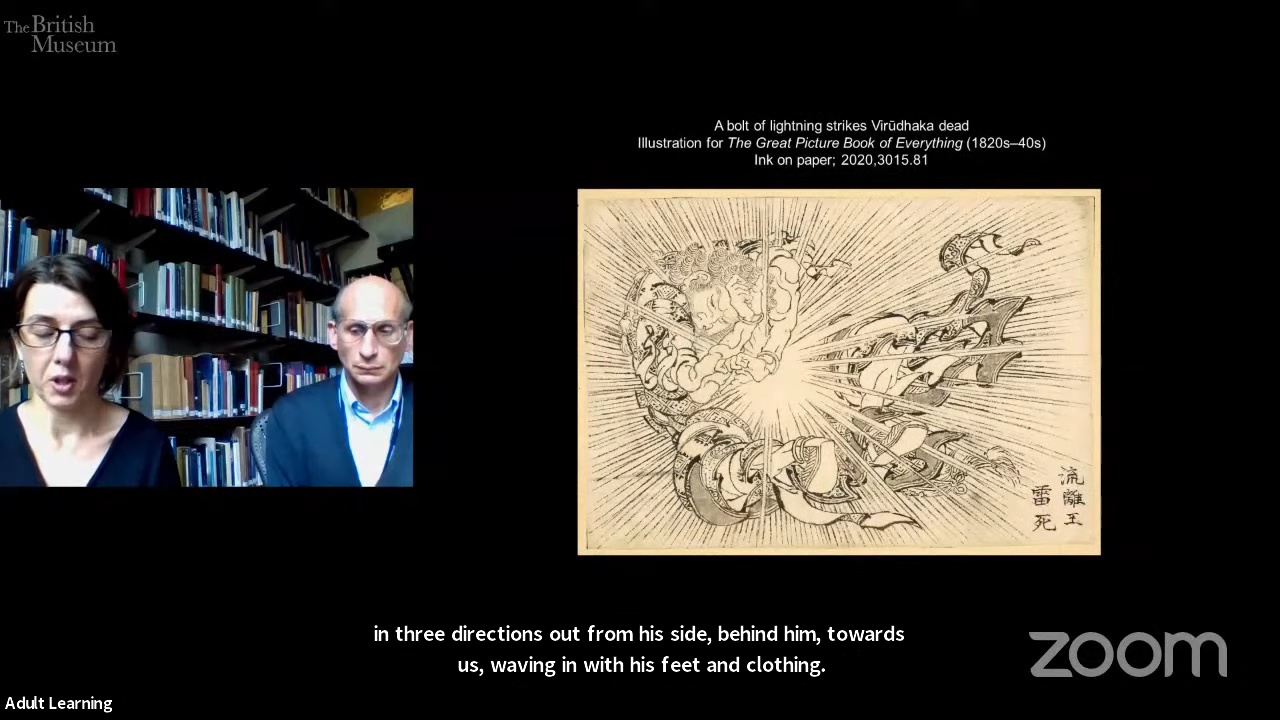 The British
Museum
A bolt of lightning strikes Virūdhaka dead
Illustration for The Great Picture Book of Everything (1820s–40s)
Ink on paper; 2020,3015.81
流離王
雷死
in three directions out from his side, behind him, towards
us, waving in with his feet and clothing.
zoom
Adult Learning